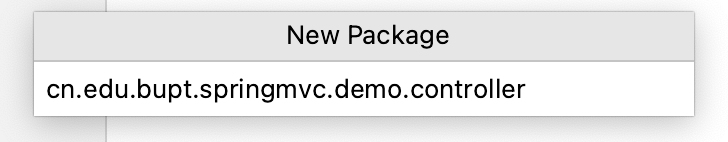 New Package
cn.edu.bupt.springmvc.demo.controller